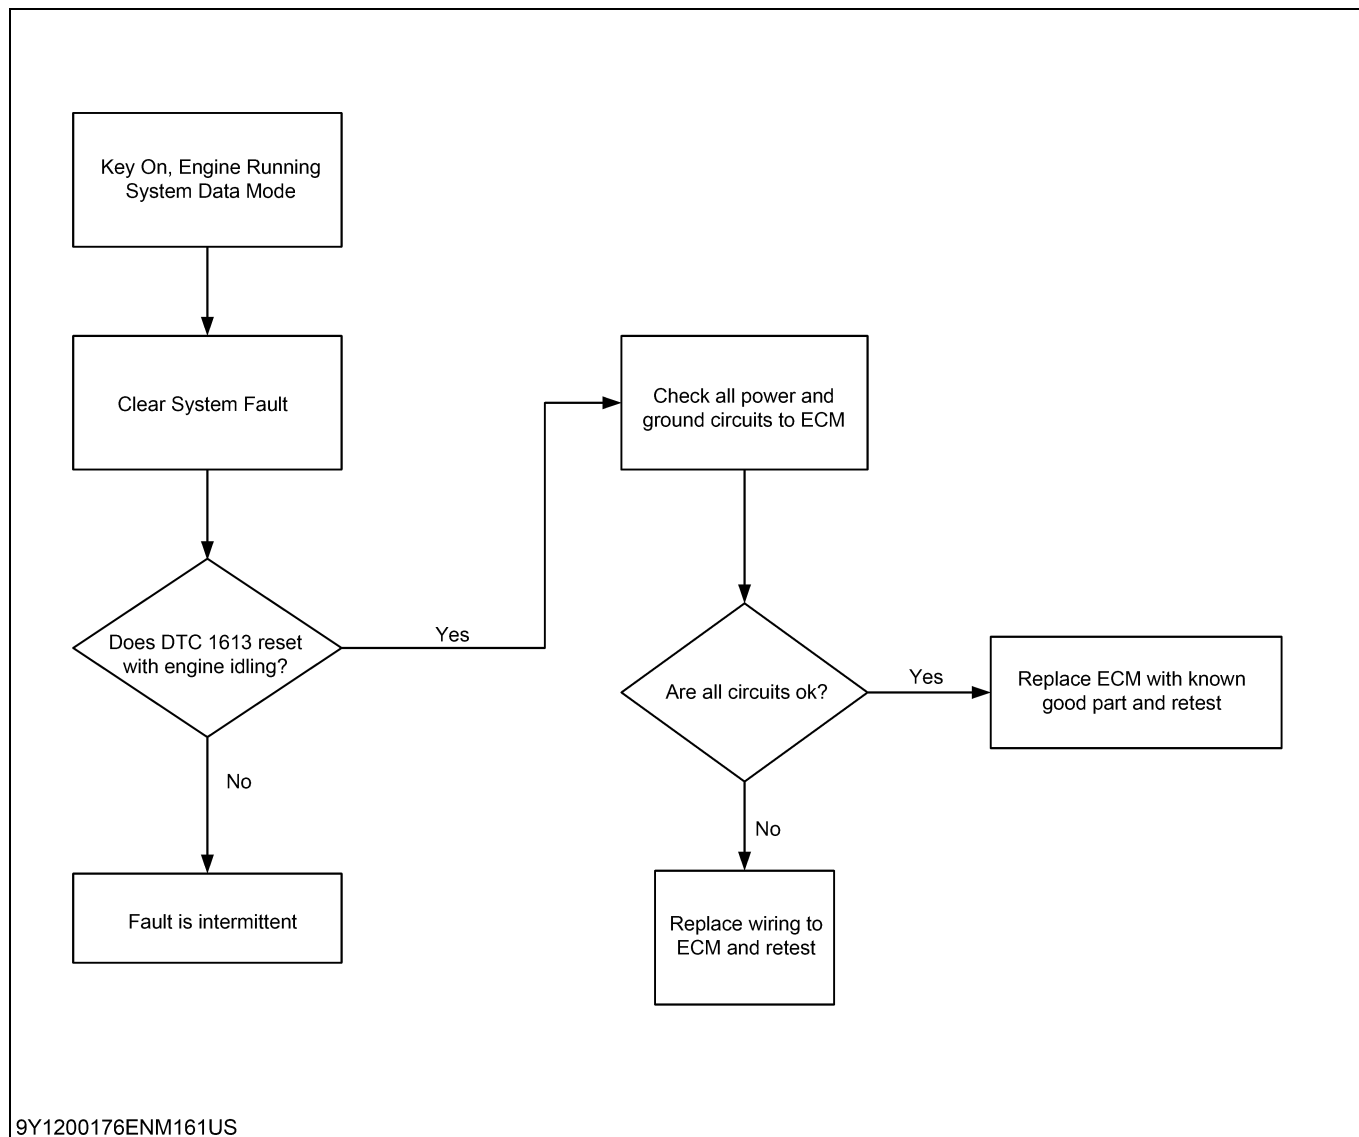 Key On, Engine Running
System Data Mode
Clear System Fault
Does DTC 1613 reset
with engine idling?
Yes
No
Fault is intermittent
Check all power and
ground circuits to ECM
Are all circuits ok?
Yes
Replace ECM with known
good part and retest
No
Replace wiring to
ECM and retest
9Y1200176ENM161US